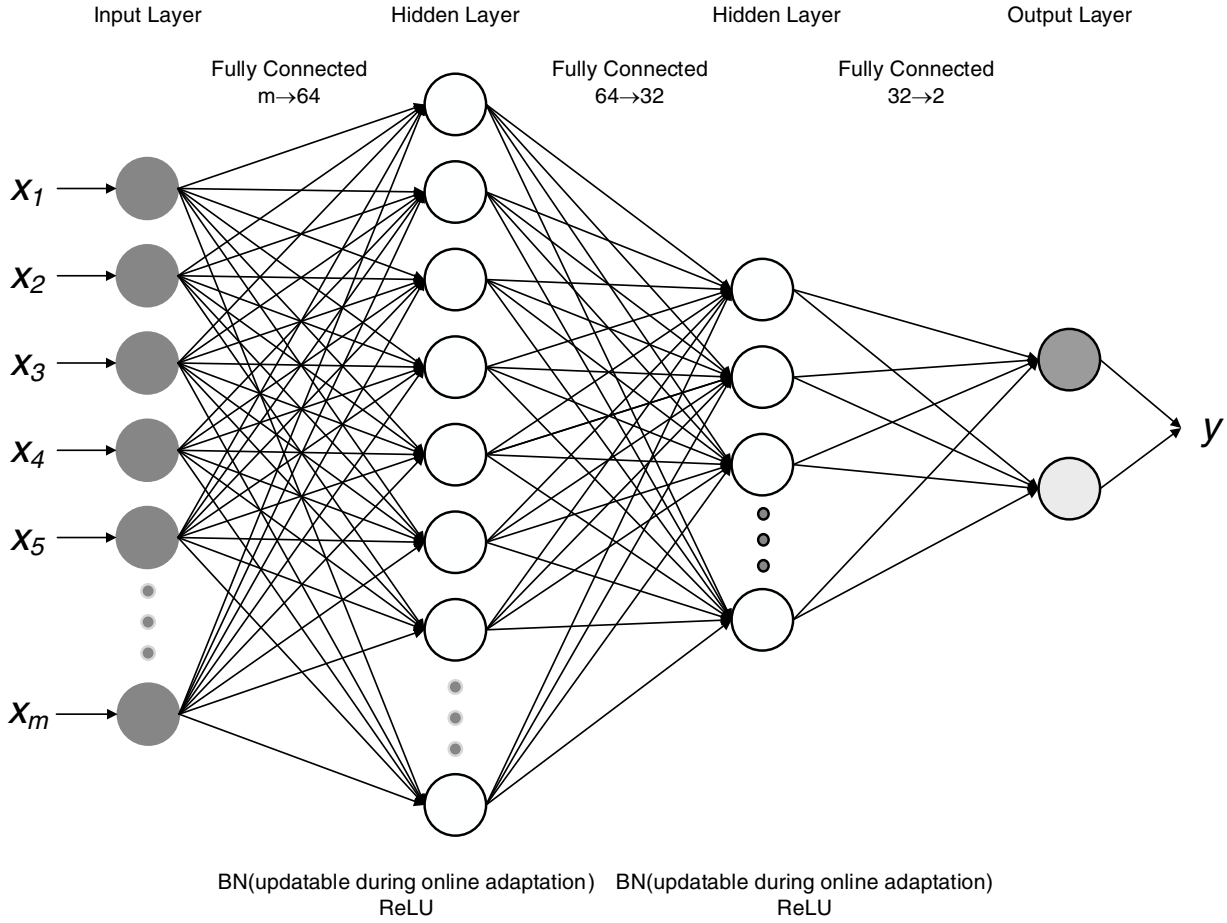 Input Layer
Hidden Layer
Hidden Layer
Output Layer
Fully Connected
m→64
Fully Connected
64→32
Fully Connected
32→2
x1
x2
x3
x4
x5
xm
y
BN(updatable during online adaptation)
ReLU
BN(updatable during online adaptation)
ReLU